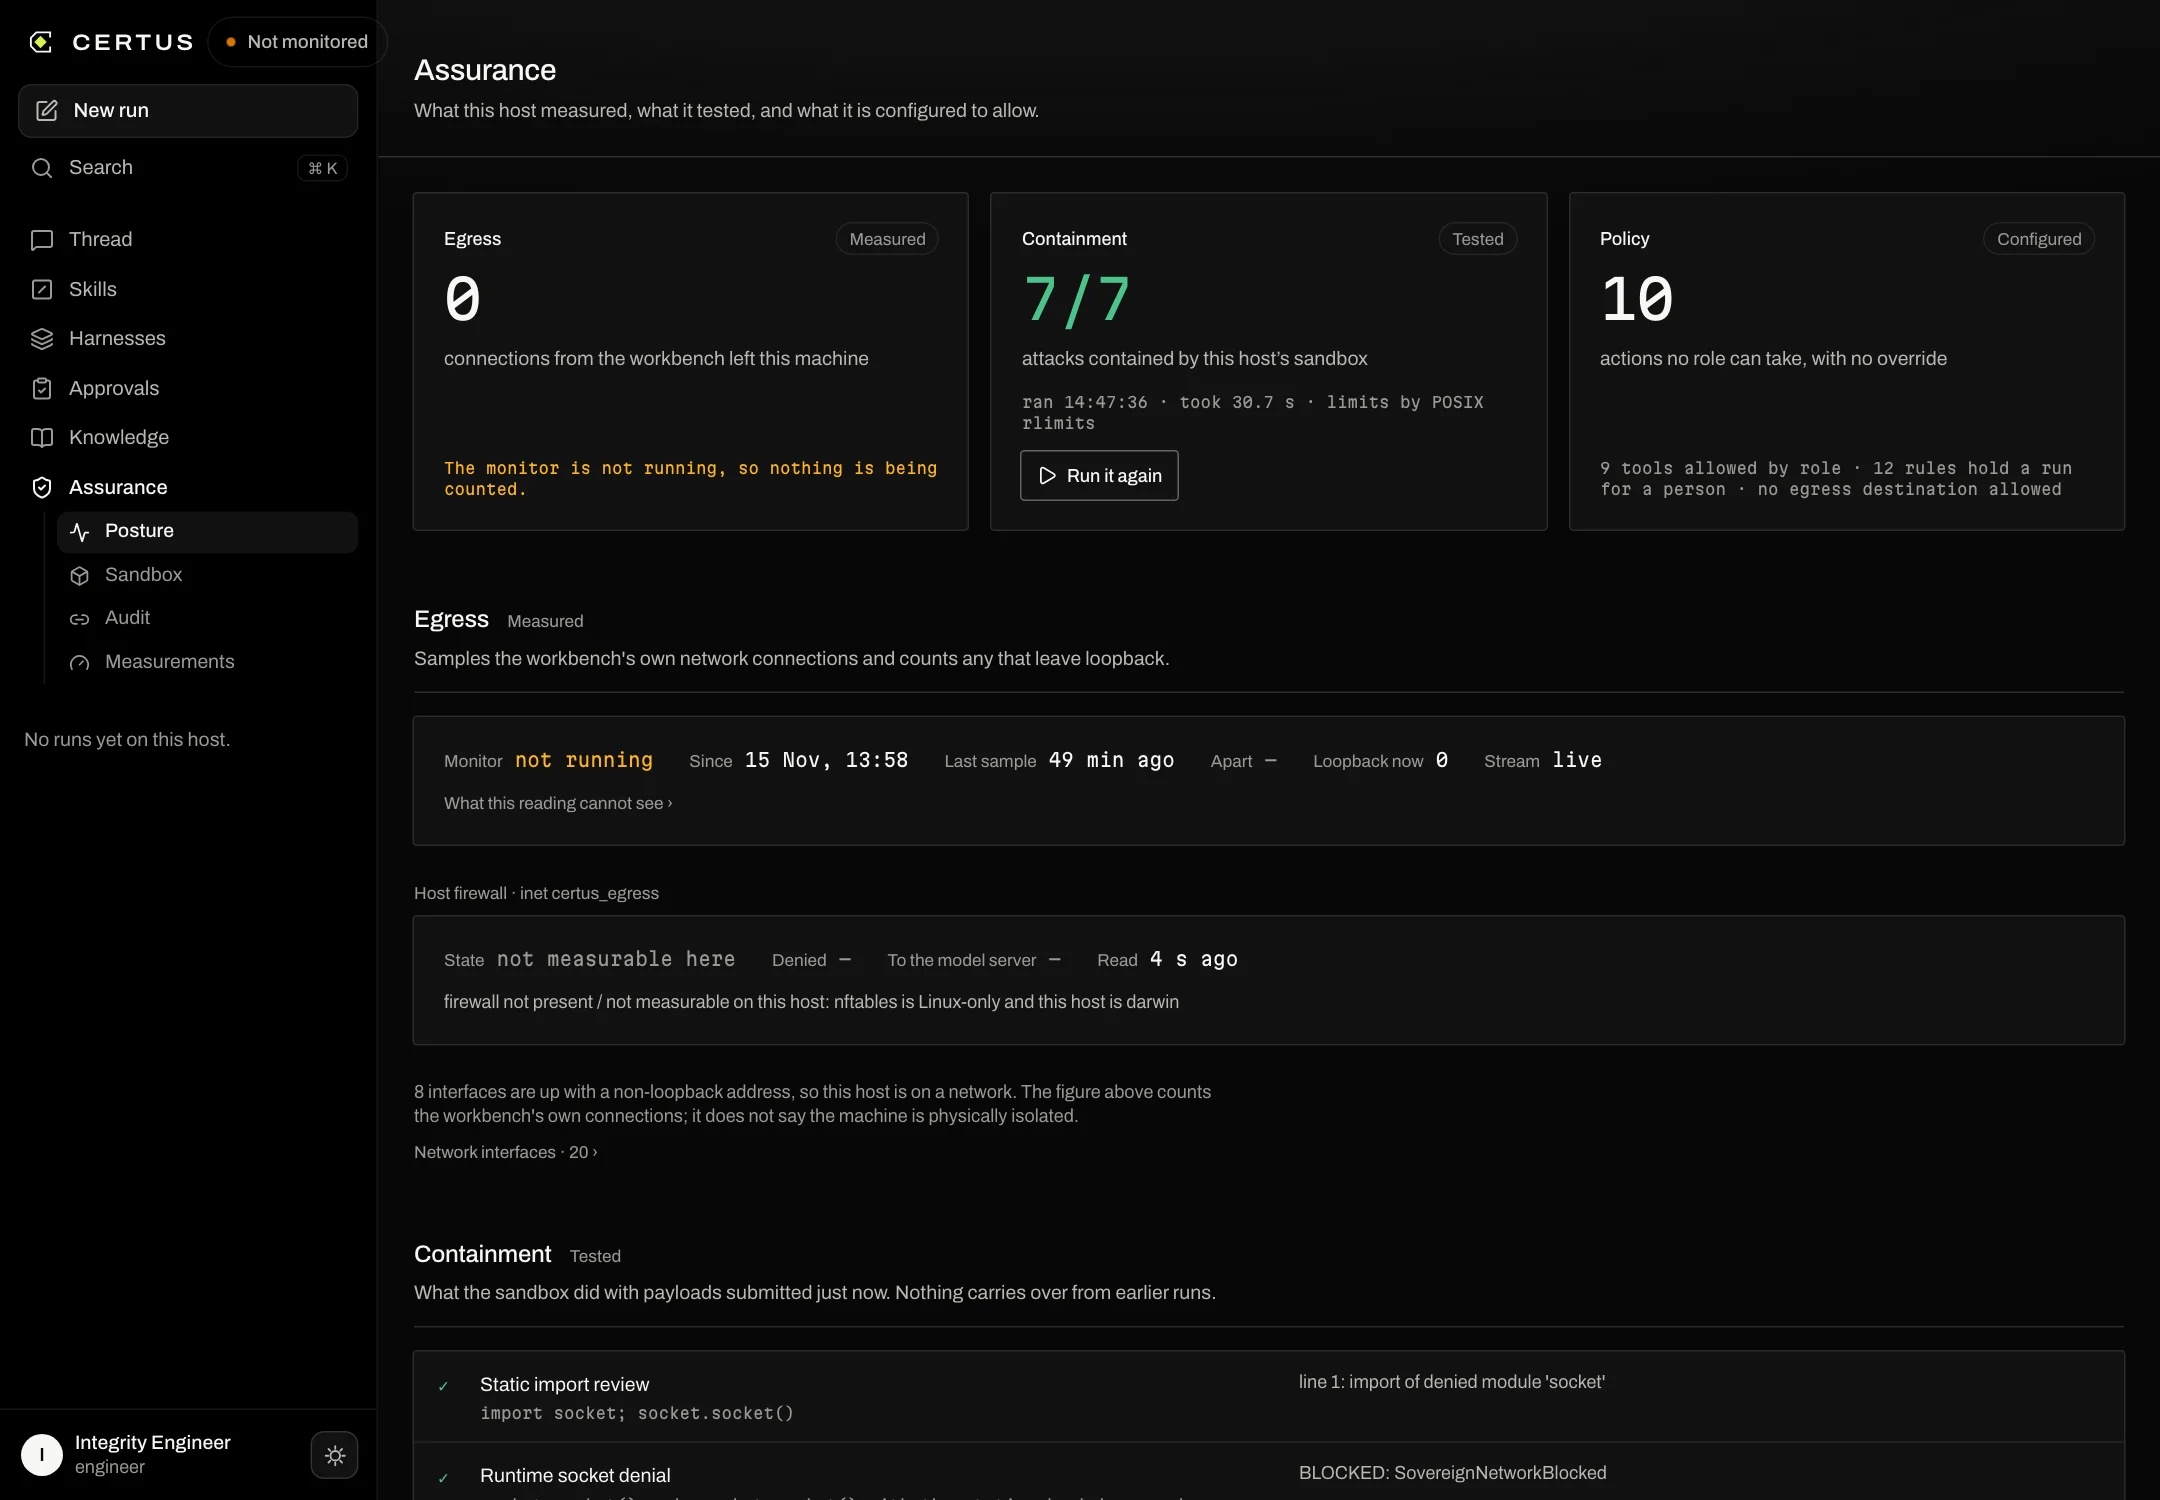 CERTUS
Not monitored
New run
Search
⌘ K
Thread
Skills
Harnesses
Approvals
Knowledge
Assurance
Posture
Sandbox
Audit
Measurements
No runs yet on this host.
I
Integrity Engineer
engineer
Assurance
What this host measured, what it tested, and what it is configured to allow.
Egress
Measured
0
connections from the workbench left this machine
The monitor is not running, so nothing is being
counted.
Containment
Tested
7/7
attacks contained by this host’s sandbox
ran 14:47:36 · took 30.7 s · limits by POSIX
rlimits
Run it again
Policy
Configured
10
actions no role can take, with no override
9 tools allowed by role · 12 rules hold a run
for a person · no egress destination allowed
Egress Measured
Samples the workbench's own network connections and counts any that leave loopback.
Monitor not running Since 15 Nov, 13:58 Last sample 49 min ago Apart — Loopback now 0 Stream live
What this reading cannot see ›
Host firewall · inet certus_egress
State not measurable here Denied — To the model server — Read 4 s ago
firewall not present / not measurable on this host: nftables is Linux-only and this host is darwin
8 interfaces are up with a non-loopback address, so this host is on a network. The figure above counts
the workbench's own connections; it does not say the machine is physically isolated.
Network interfaces · 20 ›
Containment Tested
What the sandbox did with payloads submitted just now. Nothing carries over from earlier runs.
✓ Static import review
line 1: import of denied module 'socket'
import socket; socket.socket()
✓ Runtime socket denial
BLOCKED: SovereignNetworkBlocked